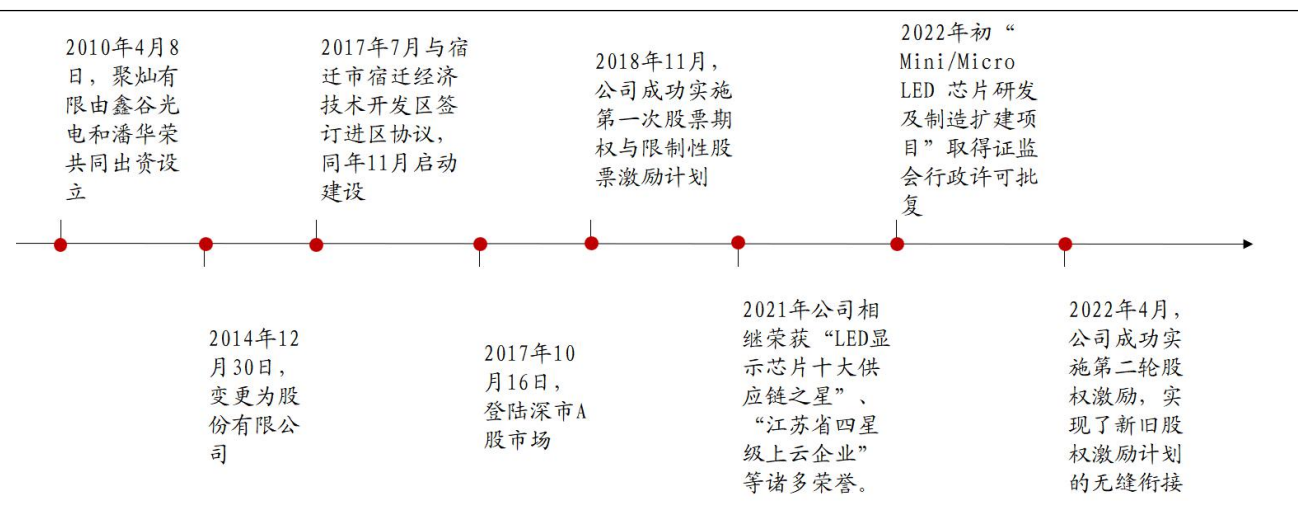 2010年4月8
日，聚灿有
限由鑫谷光
电和潘华荣
共同出资设
立
2014年12
月30日，
变更为股
份有限公
司
2017年7月与宿
迁市宿迁经济
技术开发区签
订进区协议，
同年11月启动
建设
2017年10
月16日，
登陆深市A
股市场
2018年11月，
公司成功实施
第一次股票期
权与限制性股
票激励计划
2021年公司相
继荣获“LED显
示芯片十大供
应链之星”、
“江苏省四星
级上云企业”
等诸多荣誉。
2022年初“
Mini/Micro
LED 芯片研发
及制造扩建项
目”取得证监
会行政许可批
复
2022年4月，
公司成功实
施第二轮股
权激励，实
现了新旧股
权激励计划
的无缝衔接